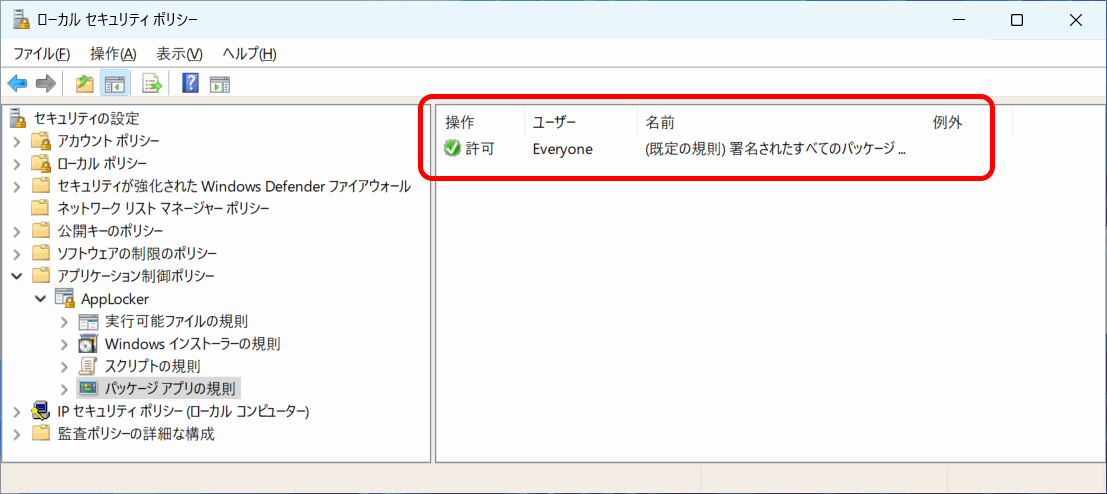 ローカル セキュリティ ポリシー
ファイル(F) 操作(A) 表示(V) ヘルプ(H)
セキュリティの設定
アカウント ポリシー
ローカル ポリシー
セキュリティが強化された Windows Defender ファイアウォール
ネットワーク リスト マネージャー ポリシー
公開キーのポリシー
ソフトウェアの制限のポリシー
アプリケーション制御ポリシー
AppLocker
実行可能ファイルの規則
Windows インストーラーの規則
スクリプトの規則
パッケージ アプリの規則
IP セキュリティ ポリシー (ローカル コンピューター)
監査ポリシーの詳細な構成
操作 ユーザー 名前 例外
許可 Everyone (既定の規則) 署名されたすべてのパッケージ ...